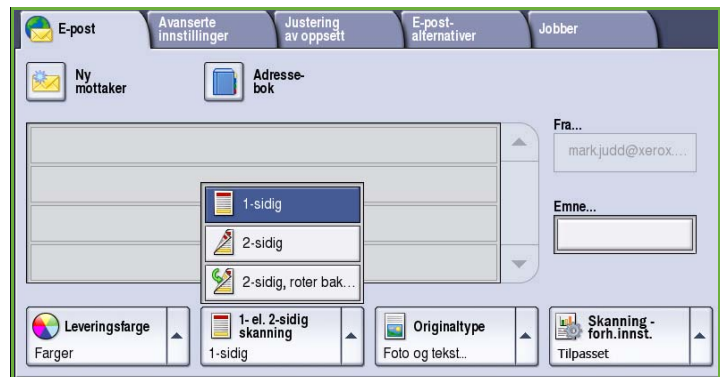 E-post
Avanserte
innstillinger
Justering
av oppsett
E-post-
alternativer
Jobber
Ny
mottaker
Adresse-
bok
Fra...
mark.judd@xerox....
Emne...
1-sidig
2-sidig
2-sidig, roter bak...
Leveringsfarge
Farger
1- el. 2-sidig
skanning
1-sidig
Originaltype
Foto og tekst...
Skanning -
forh.innst.
Tilpasset